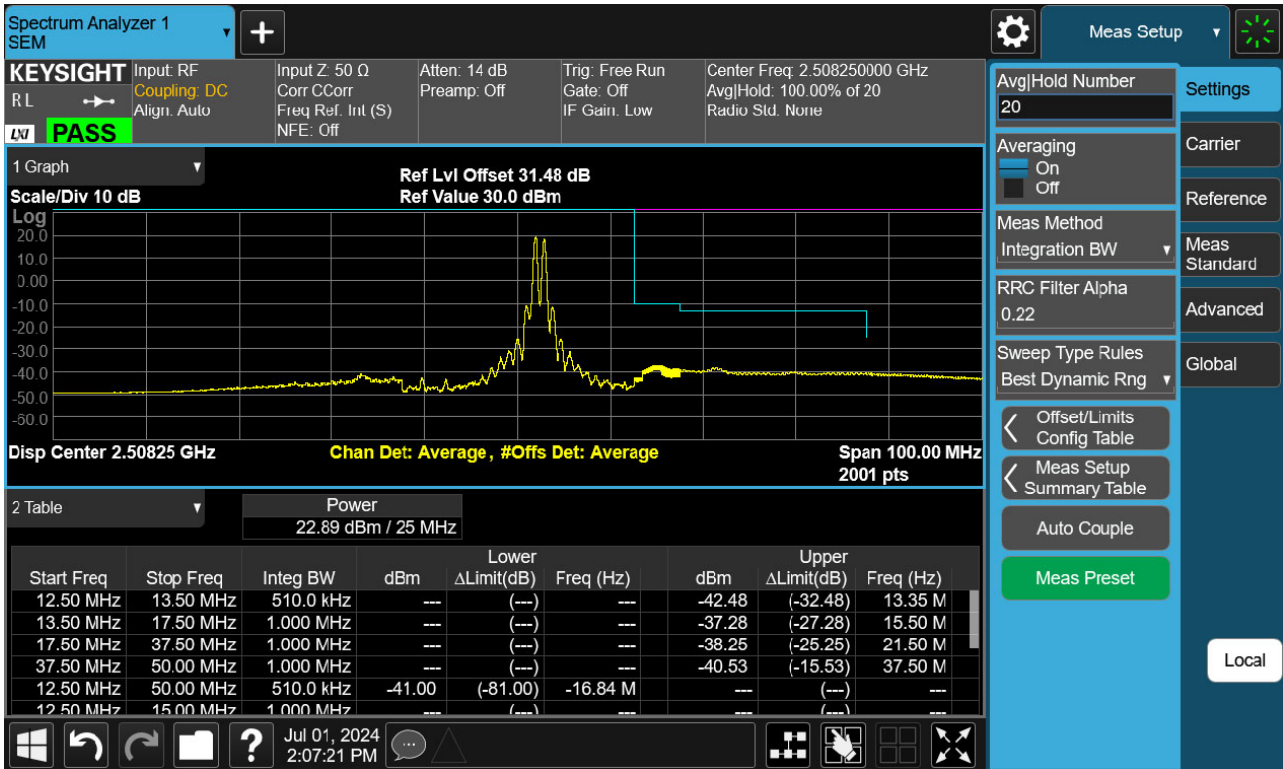 Spectrum Analyzer 1
SEM
+
Meas Setup
KEYSIGHT
R L
LXI
PASS
Input: RF
Coupling: DC
Align: Auto
Input Z: 50 Ω
Corr CCorr
Freq Ref: Int (S)
NFE: Off
Atten: 14 dB
Preamp: Off
Trig: Free Run
Gate: Off
IF Gain: Low
Center Freq: 2.508250000 GHz
Avg|Hold: 100.00% of 20
Radio Std: None
1 Graph
Scale/Div 10 dB
Ref Lvl Offset 31.48 dB
Ref Value 30.0 dBm
Log
20.0
10.0
0.00
-10.0
-20.0
-30.0
-40.0
-50.0
-60.0
Disp Center 2.50825 GHz
Chan Det: Average, #Offs Det: Average
Span 100.00 MHz
2001 pts
2 Table
Power
22.89 dBm / 25 MHz
Lower Upper
Start Freq Stop Freq Integ BW dBm ΔLimit(dB) Freq (Hz) dBm ΔLimit(dB) Freq (Hz)
12.50 MHz 13.50 MHz 510.0 kHz --- (---) --- -42.48 (-32.48) 13.35 M
13.50 MHz 17.50 MHz 1.000 MHz --- (---) --- -37.28 (-27.28) 15.50 M
17.50 MHz 37.50 MHz 1.000 MHz --- (---) --- -38.25 (-25.25) 21.50 M
37.50 MHz 50.00 MHz 1.000 MHz --- (---) --- -40.53 (-15.53) 37.50 M
12.50 MHz 50.00 MHz 510.0 kHz -41.00 (-81.00) -16.84 M --- (---) ---
12.50 MHz 15.00 MHz 1.000 MHz --- (---) --- --- (---) ---
Avg|Hold Number
20
Averaging
On
Off
Meas Method
Integration BW
RRC Filter Alpha
0.22
Sweep Type Rules
Best Dynamic Rng
Offset/Limits
Config Table
Meas Setup
Summary Table
Auto Couple
Meas Preset
Settings
Carrier
Reference
Meas
Standard
Advanced
Global
Local
?
Jul 01, 2024
2:07:21 PM